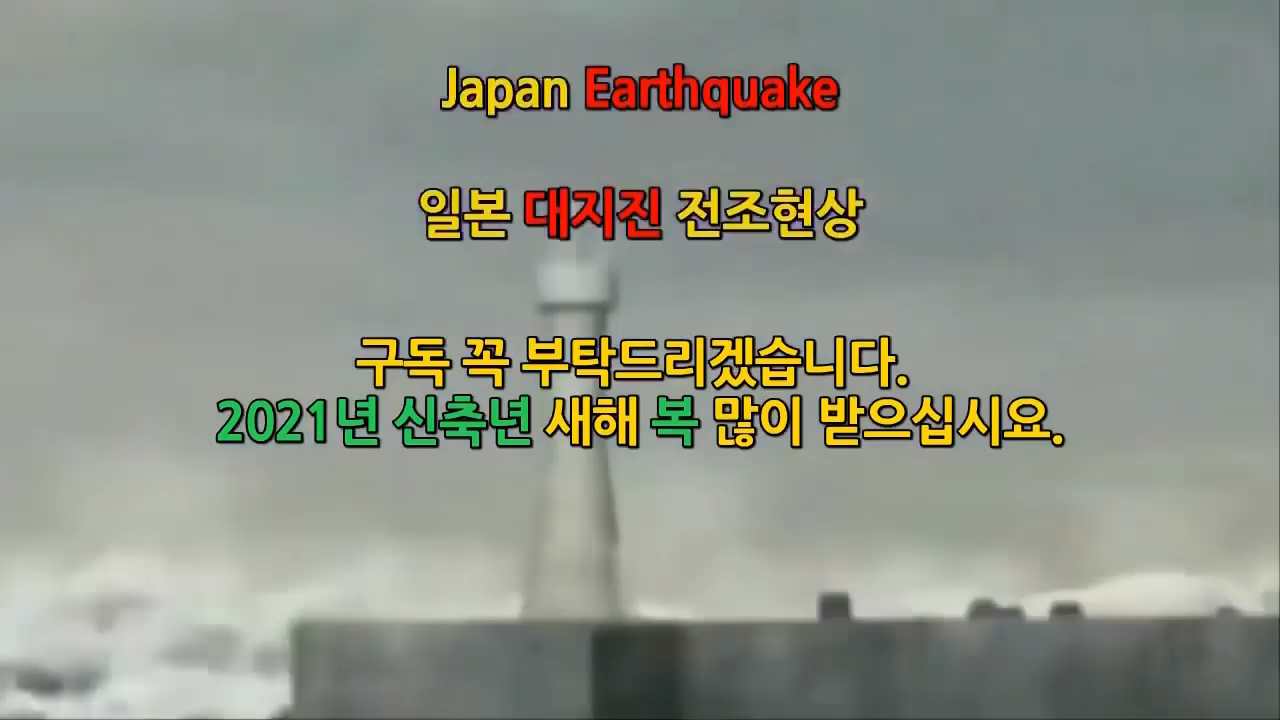 Japan Earthquake
일본 대지진 전조현상
구독 꼭 부탁드리겠습니다.
2021년 신축년 새해 복 많이 받으십시요.